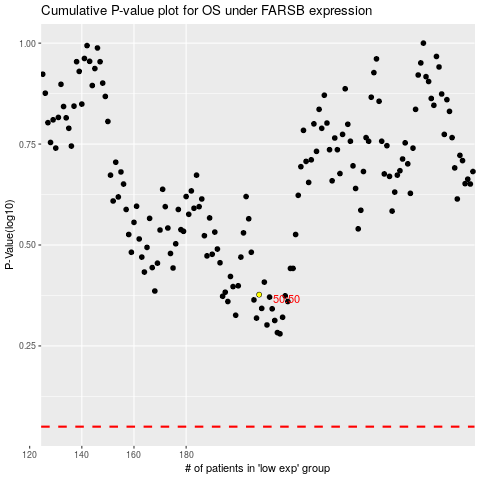 Cumulative P-value plot for OS under FARSB expression
1.00
0.75
0.50
0.25
P-Value(log10)
50/50
120 140 160 180
# of patients in 'low exp' group